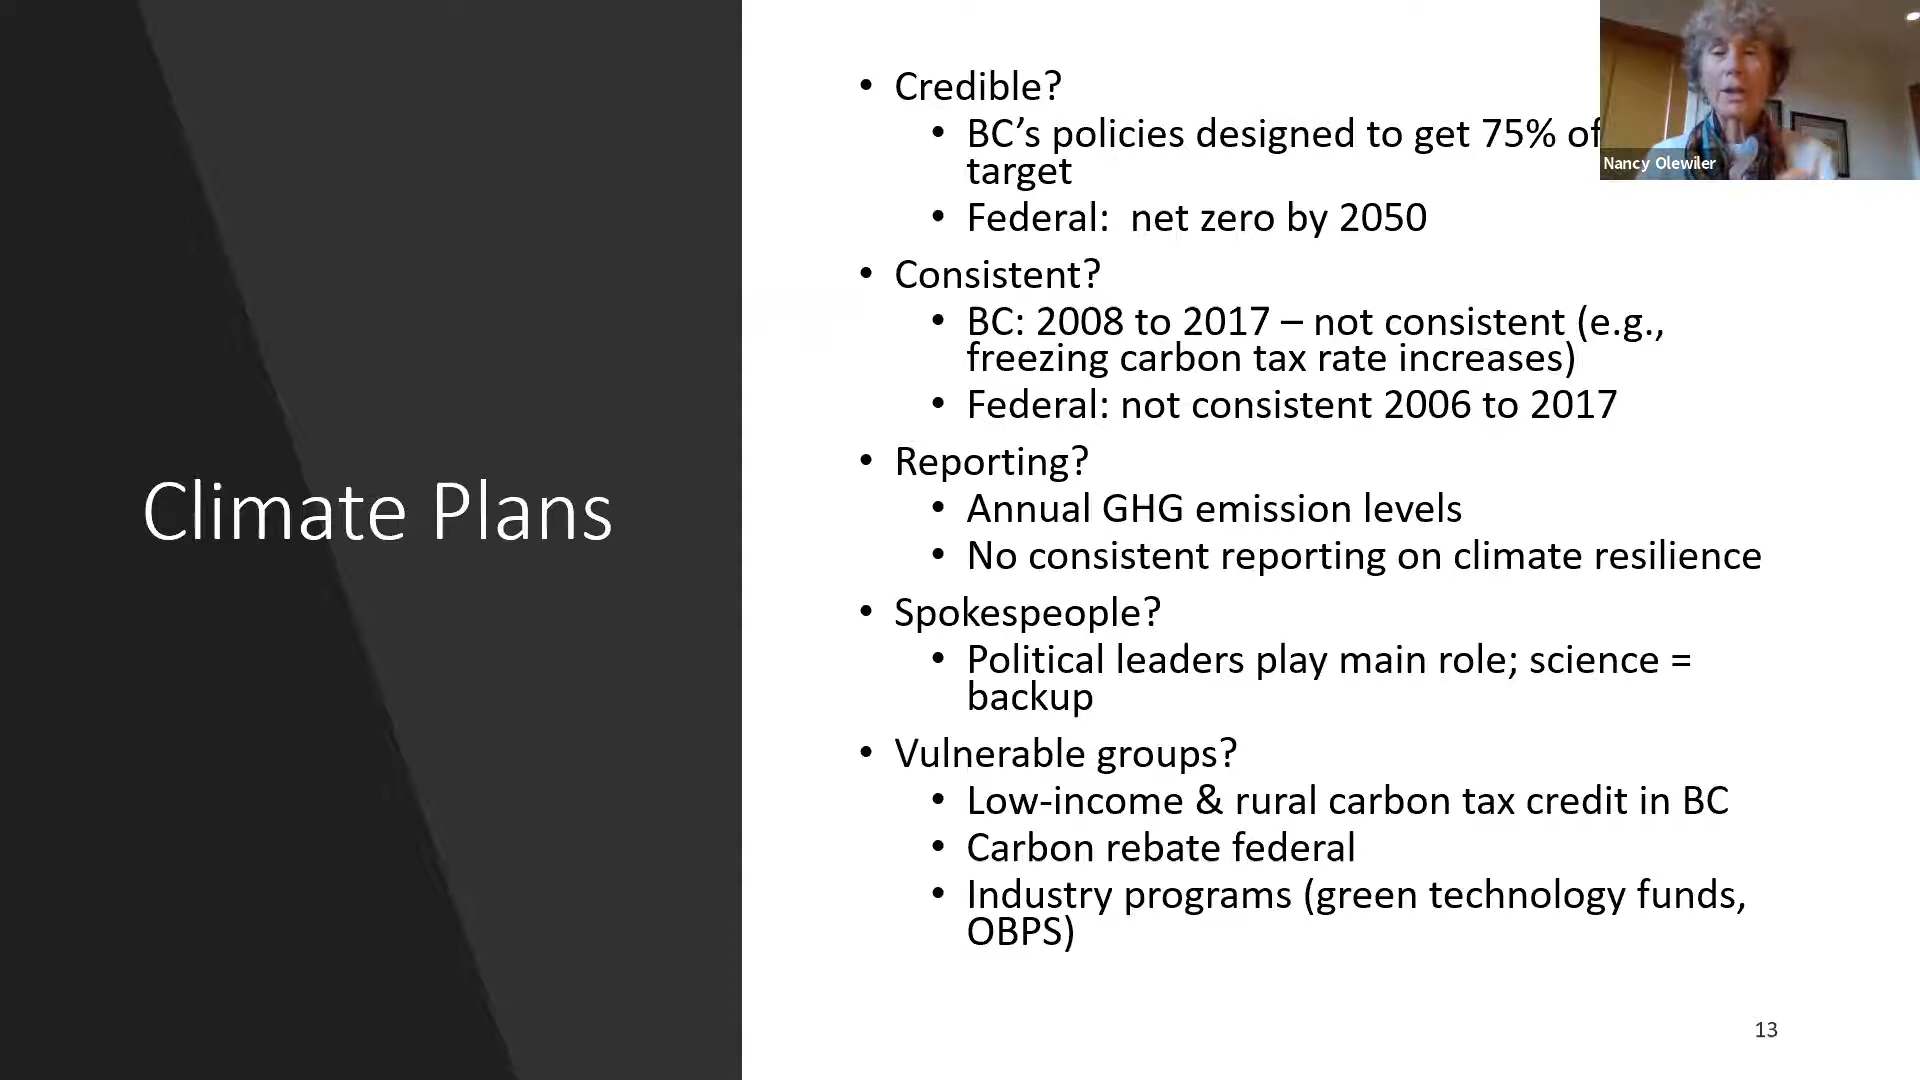 Climate Plans
• Credible?
• BC’s policies designed to get 75% of
target
• Federal:  net zero by 2050
• Consistent?
• BC: 2008 to 2017 – not consistent (e.g.,
freezing carbon tax rate increases)
• Federal: not consistent 2006 to 2017
• Reporting?
• Annual GHG emission levels
• No consistent reporting on climate resilience
• Spokespeople?
• Political leaders play main role; science =
backup
• Vulnerable groups?
• Low-income & rural carbon tax credit in BC
• Carbon rebate federal
• Industry programs (green technology funds,
OBPS)
Nancy Olewiler
13